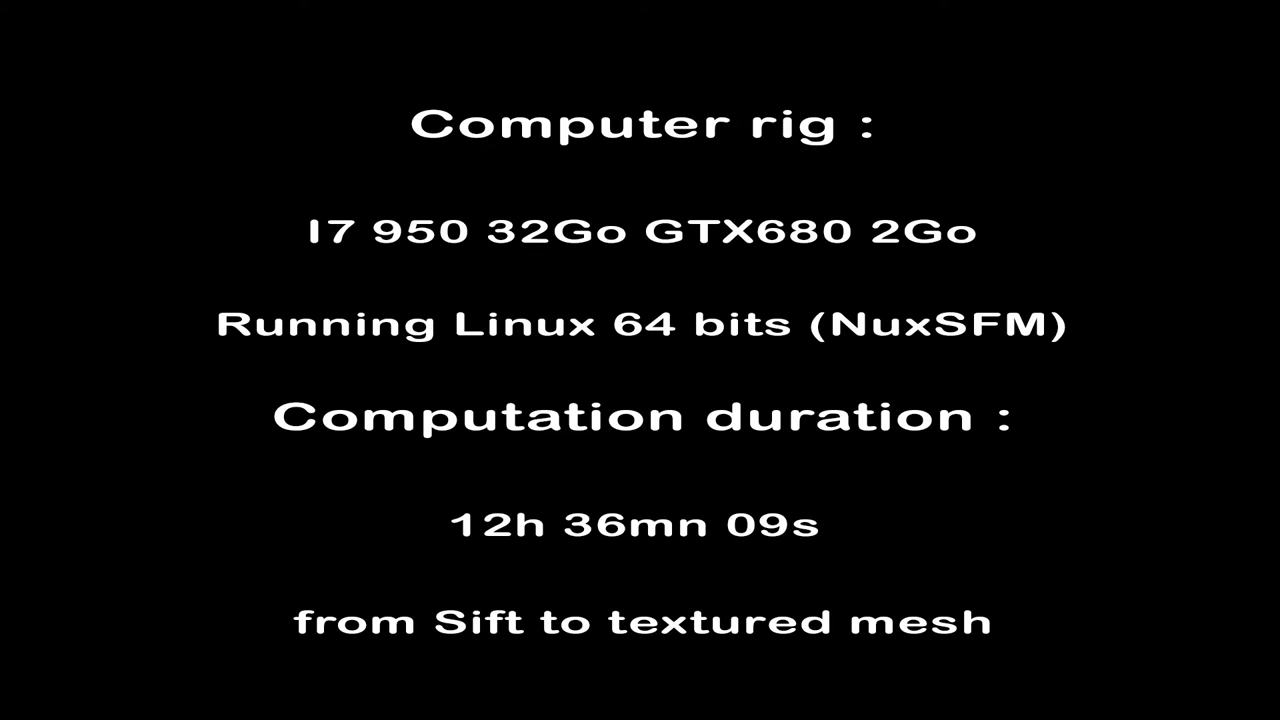 Computer rig :
I7 950 32Go GTX680 2Go
Running Linux 64 bits (NuxSFM)
Computation duration :
12h 36mn 09s
from Sift to textured mesh